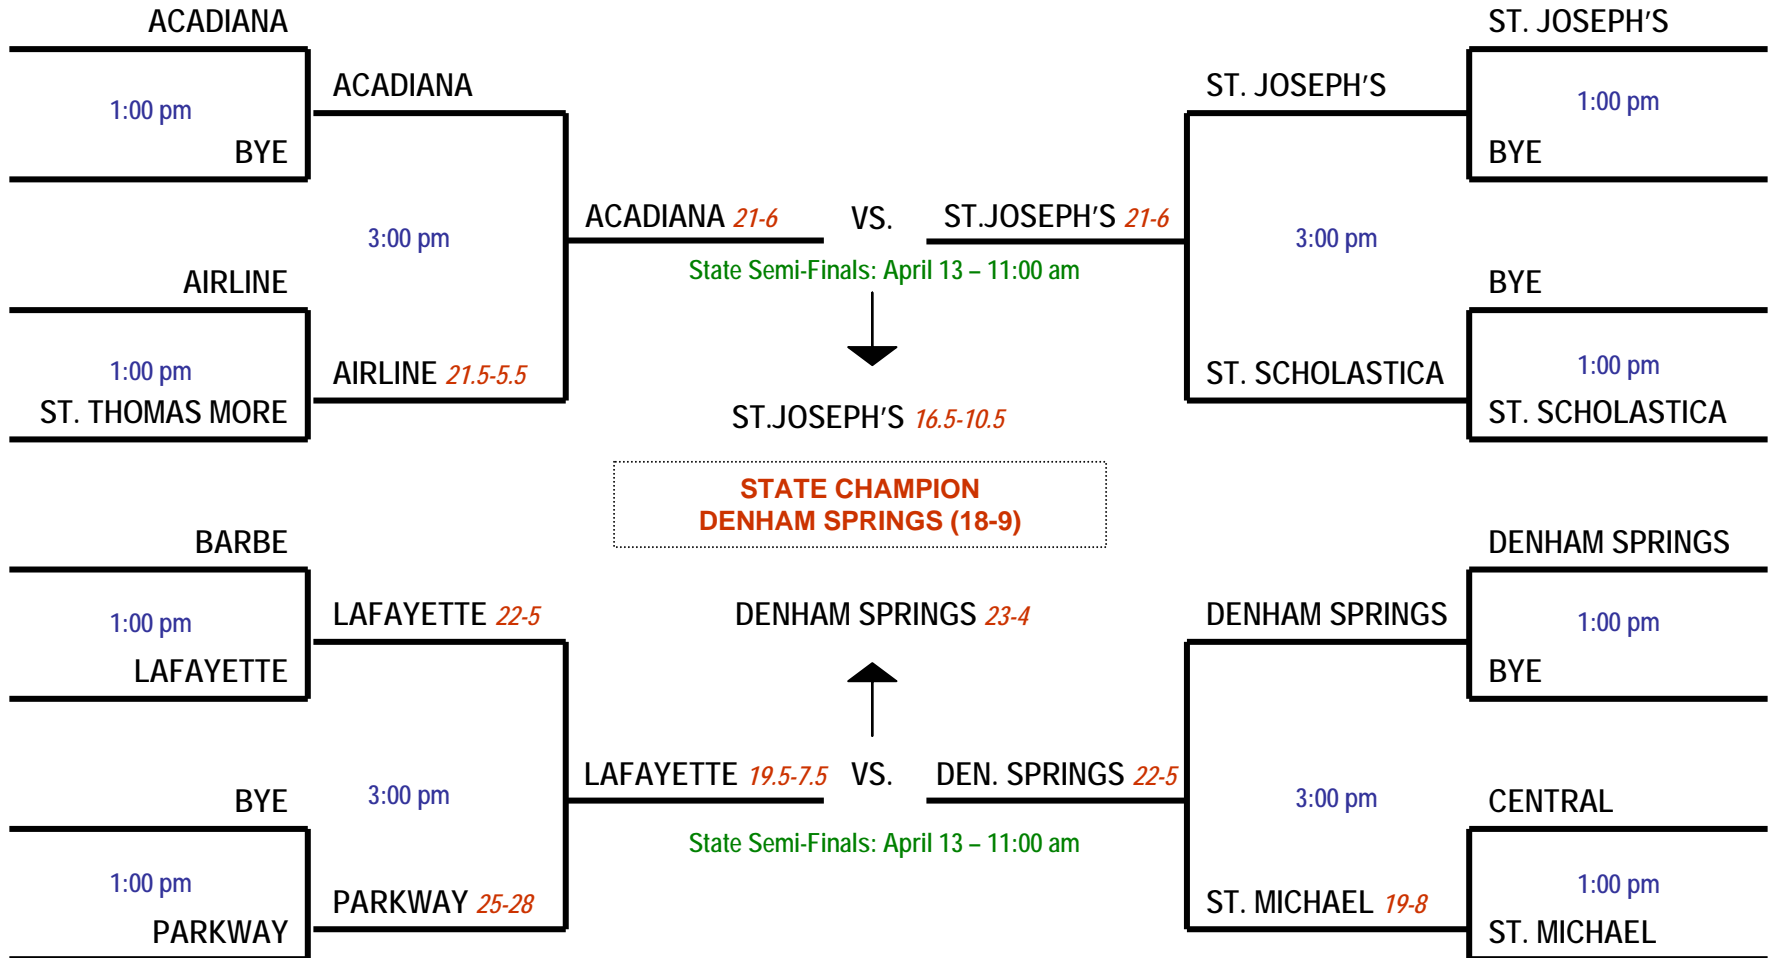 ACADIANA
1:00 pm
BYE
ACADIANA
3:00 pm
AIRLINE
1:00 pm
ST. THOMAS MORE
AIRLINE 21.5-5.5
ACADIANA 21-6
VS.
ST.JOSEPH'S 21-6
State Semi-Finals: April 13 – 11:00 am
ST.JOSEPH'S 16.5-10.5
ST. JOSEPH'S
1:00 pm
BYE
ST. JOSEPH'S
3:00 pm
BYE
1:00 pm
ST. SCHOLASTICA
ST. SCHOLASTICA
STATE CHAMPION
DENHAM SPRINGS (18-9)
BARBE
1:00 pm
LAFAYETTE
LAFAYETTE 22-5
3:00 pm
BYE
1:00 pm
PARKWAY
PARKWAY 25-28
DENHAM SPRINGS 23-4
LAFAYETTE 19.5-7.5
VS.
DEN. SPRINGS 22-5
State Semi-Finals: April 13 – 11:00 am
DENHAM SPRINGS
1:00 pm
BYE
DENHAM SPRINGS
3:00 pm
CENTRAL
1:00 pm
ST. MICHAEL
ST. MICHAEL 19-8